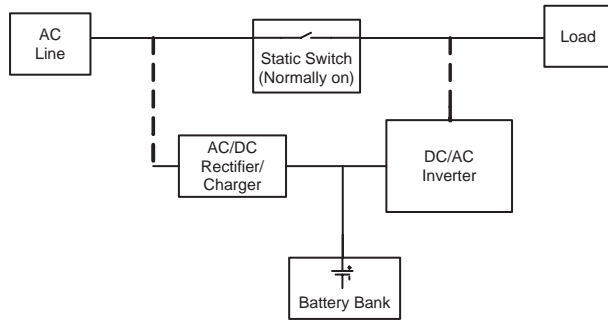 AC
Line
Static Switch
(Normally on)
Load
AC/DC
Rectifier/
Charger
DC/AC
Inverter
Battery Bank